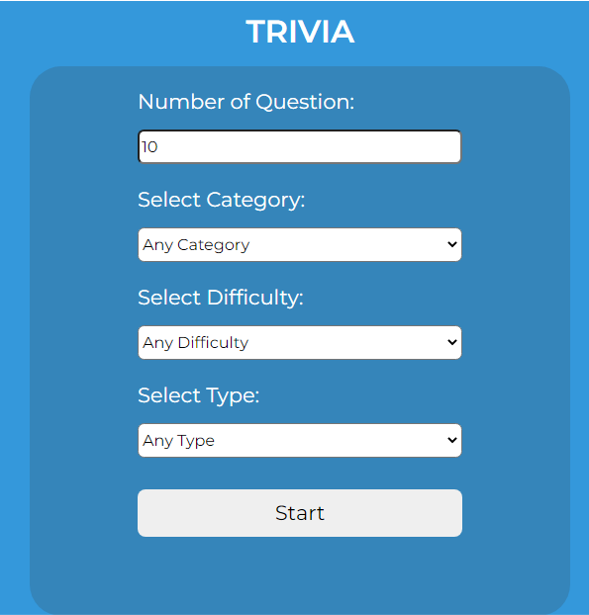 TRIVIA
Number of Question:
10
Select Category:
Any Category
Select Difficulty:
Any Difficulty
Select Type:
Any Type
Start